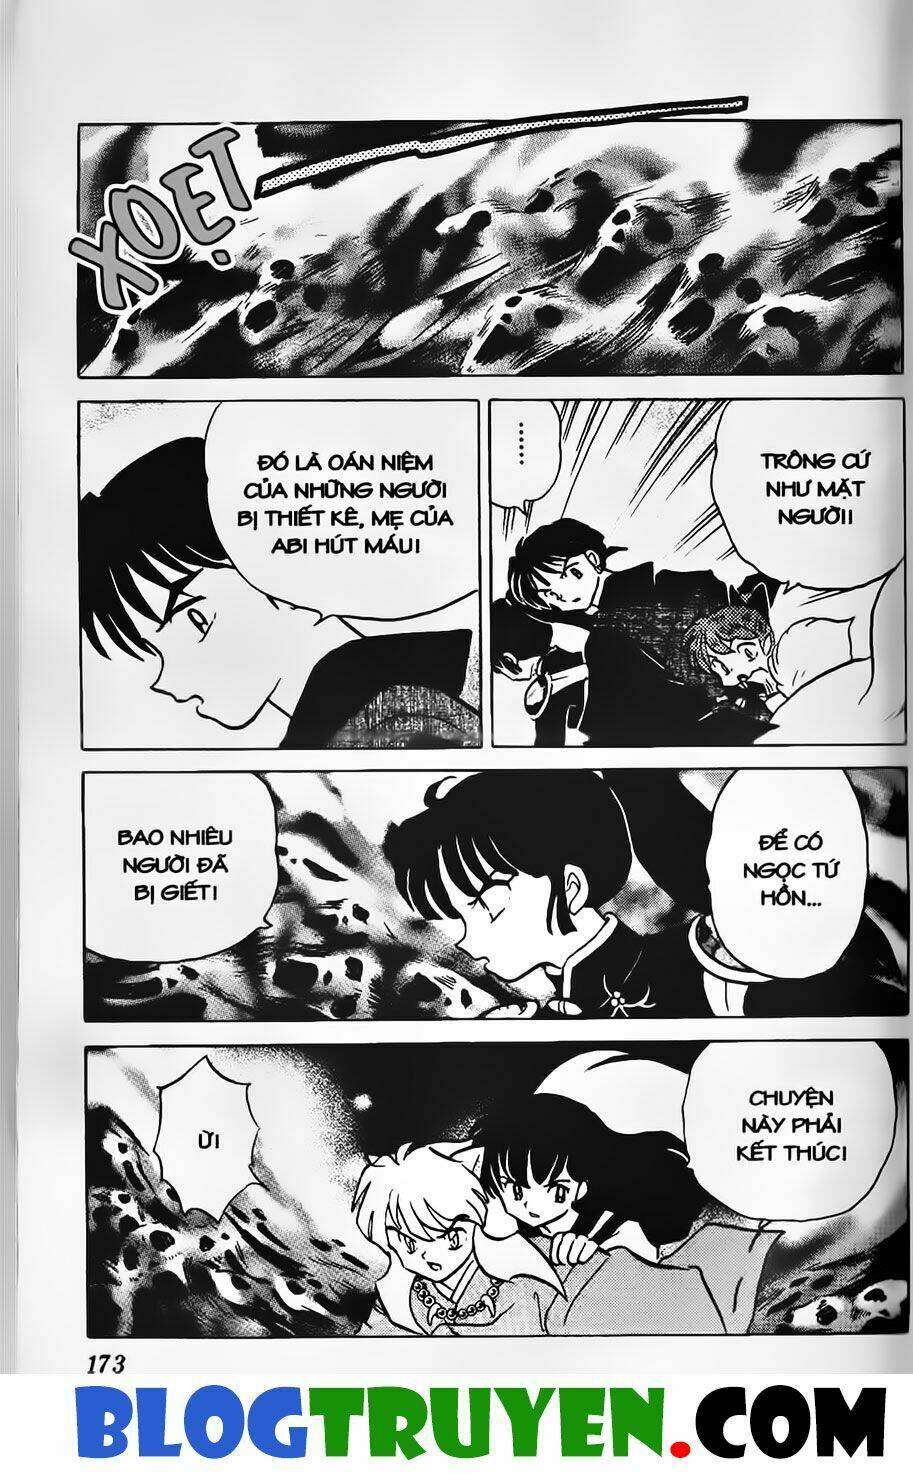 XOẸT
TRÔNG CỨ
NHƯ MẶT
NGƯỜI!
........
ĐÓ LÀ OÁN NIỆM
CỦA NHỮNG NGƯỜI
BỊ THIẾT KÊ, MẸ CỦA
ABI HÚT MÁU!
ĐỂ CÓ
NGỌC TỨ
HỒN...
BAO NHIÊU
NGƯỜI ĐÃ
BỊ GIẾT!
CHUYỆN
NÀY PHẢI
KẾT THÚC!
Ừ!
173
BLOGTRUYEN.COM